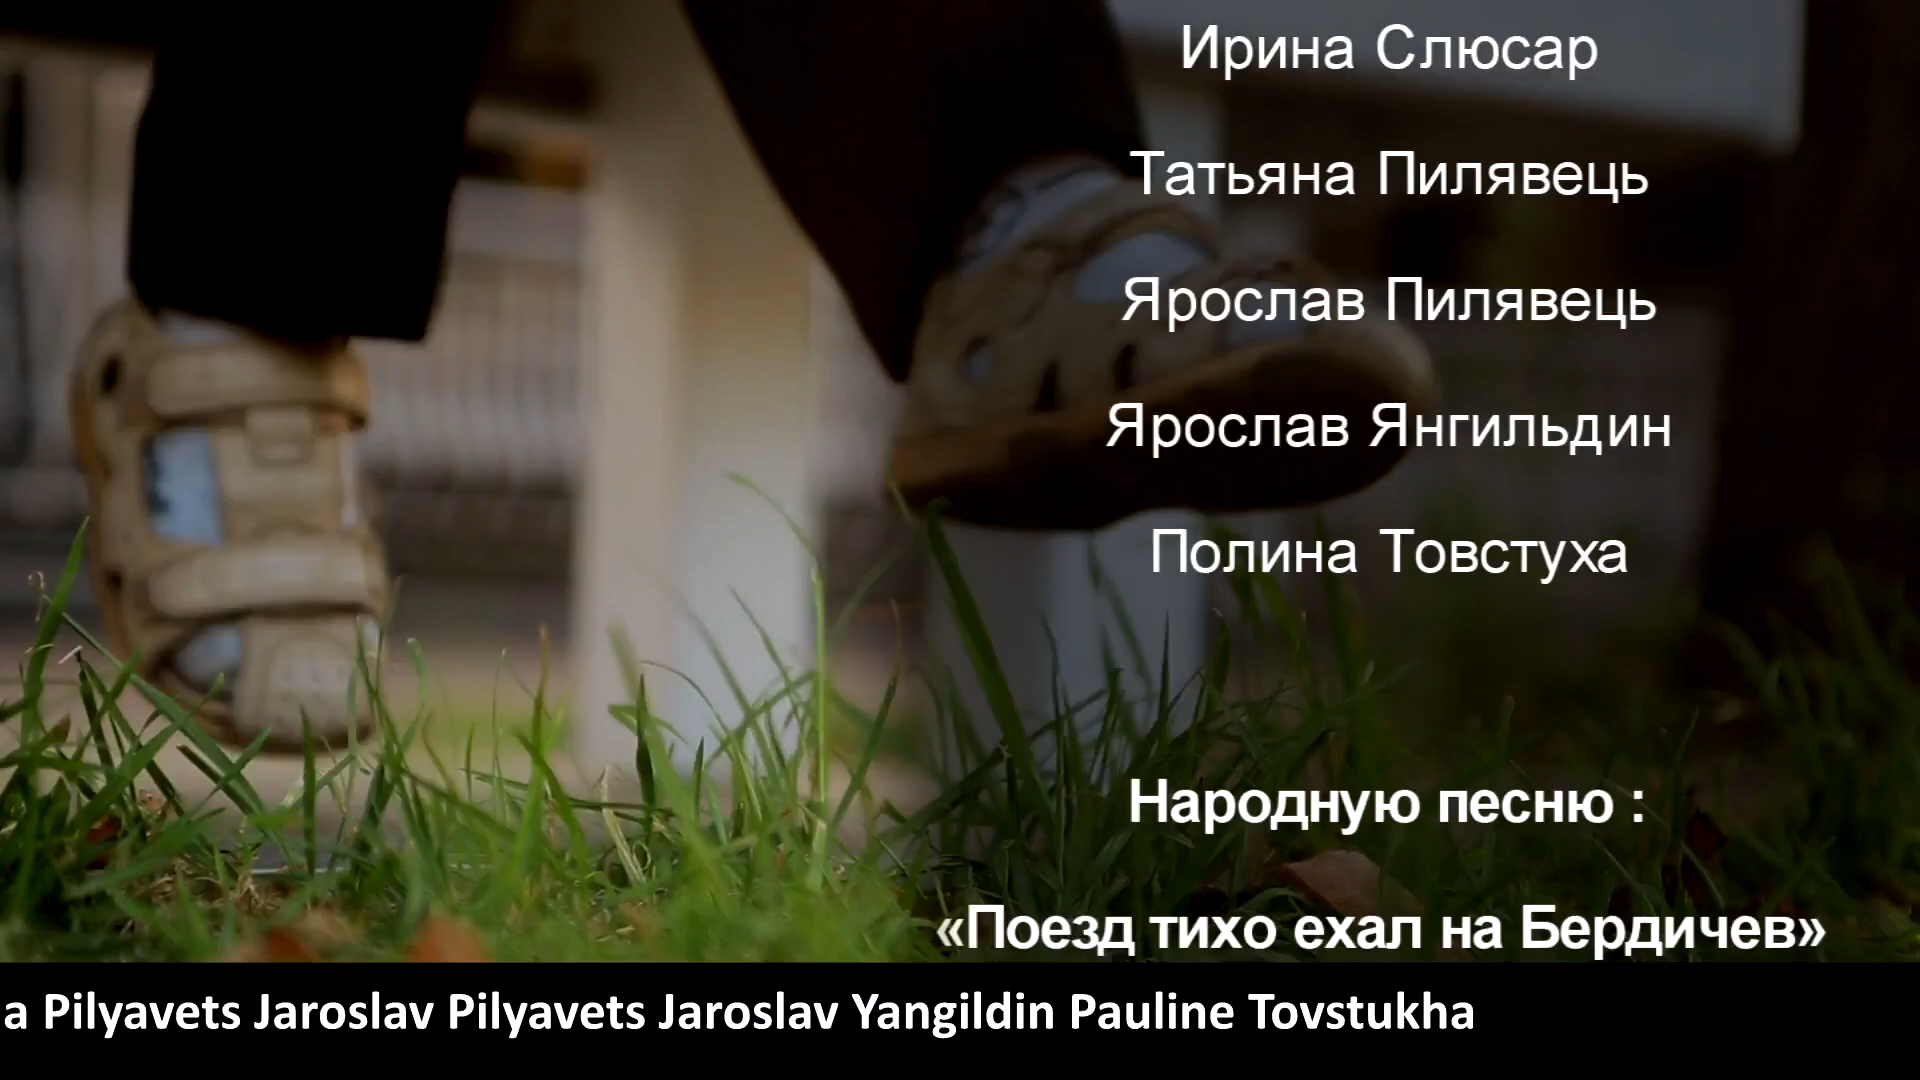 Ирина Слюсар
Татьяна Пилявець
Ярослав Пилявець
Ярослав Янгильдин
Полина Товстуха
Народную песню :
«Поезд тихо ехал на Бердичев»
a Pilyavets Jaroslav Pilyavets Jaroslav Yangildin Pauline Tovstukha